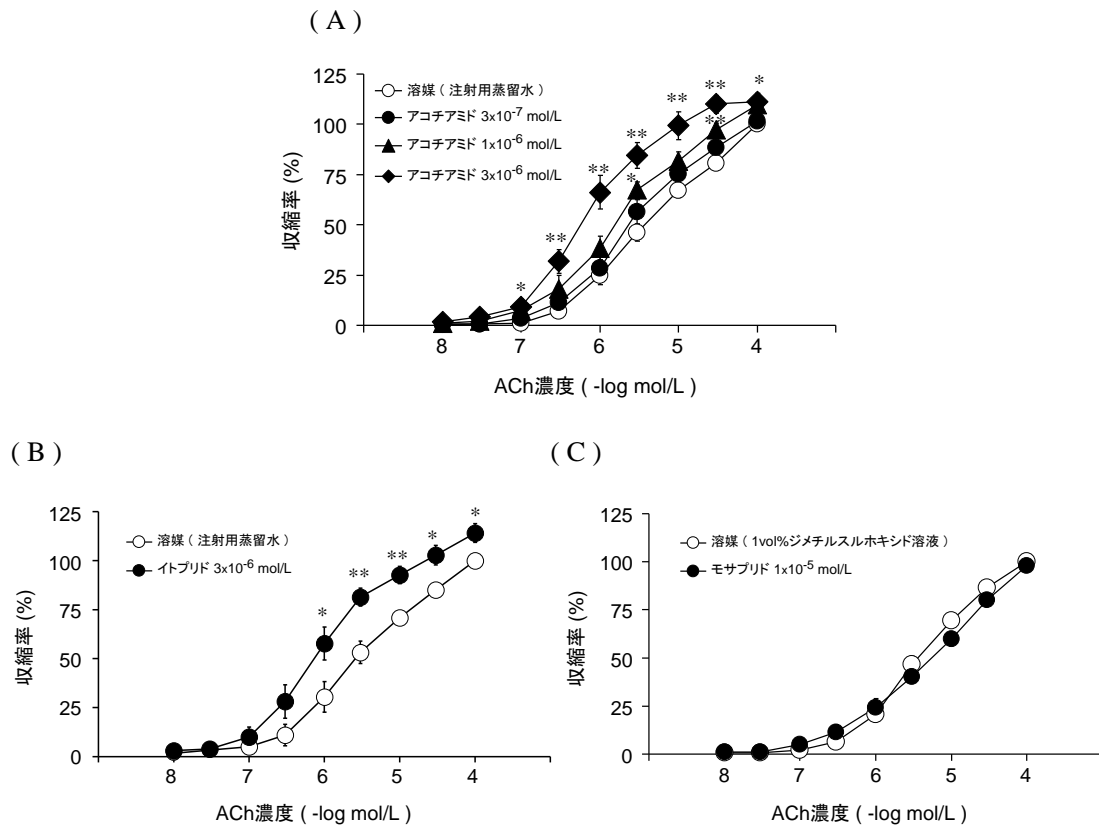 ( A )
125
100
75
50
25
0
収縮率 (%)
溶媒 ( 注射用蒸留水 )
アコチアミド 3x10-7 mol/L
アコチアミド 1x10-6 mol/L
アコチアミド 3x10-6 mol/L
* ** ** ** ** ** *
* **
8 7 6 5 4
ACh濃度 ( -log mol/L )
( B )
125
100
75
50
25
0
収縮率 (%)
溶媒 ( 注射用蒸留水 )
イトプリド 3x10-6 mol/L
* ** ** * *
8 7 6 5 4
ACh濃度 ( -log mol/L )
( C )
125
100
75
50
25
0
収縮率 (%)
溶媒 ( 1vol%ジメチルスルホキシド溶液 )
モサプリド 1x10-5 mol/L
8 7 6 5 4
ACh濃度 ( -log mol/L )